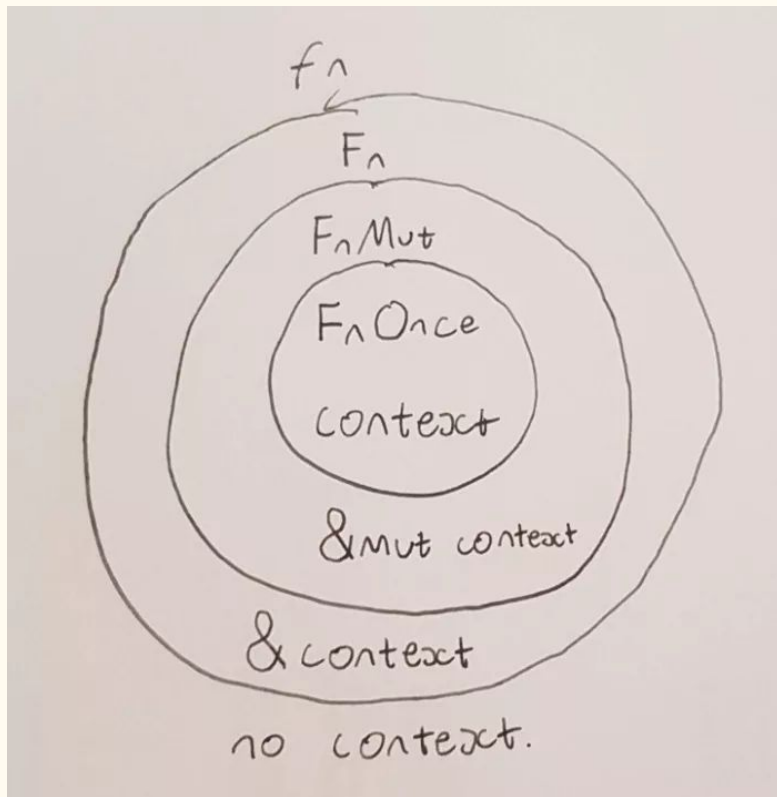 fn
Fn
FnMut
FnOnce
context
&mut context
& context
no context.